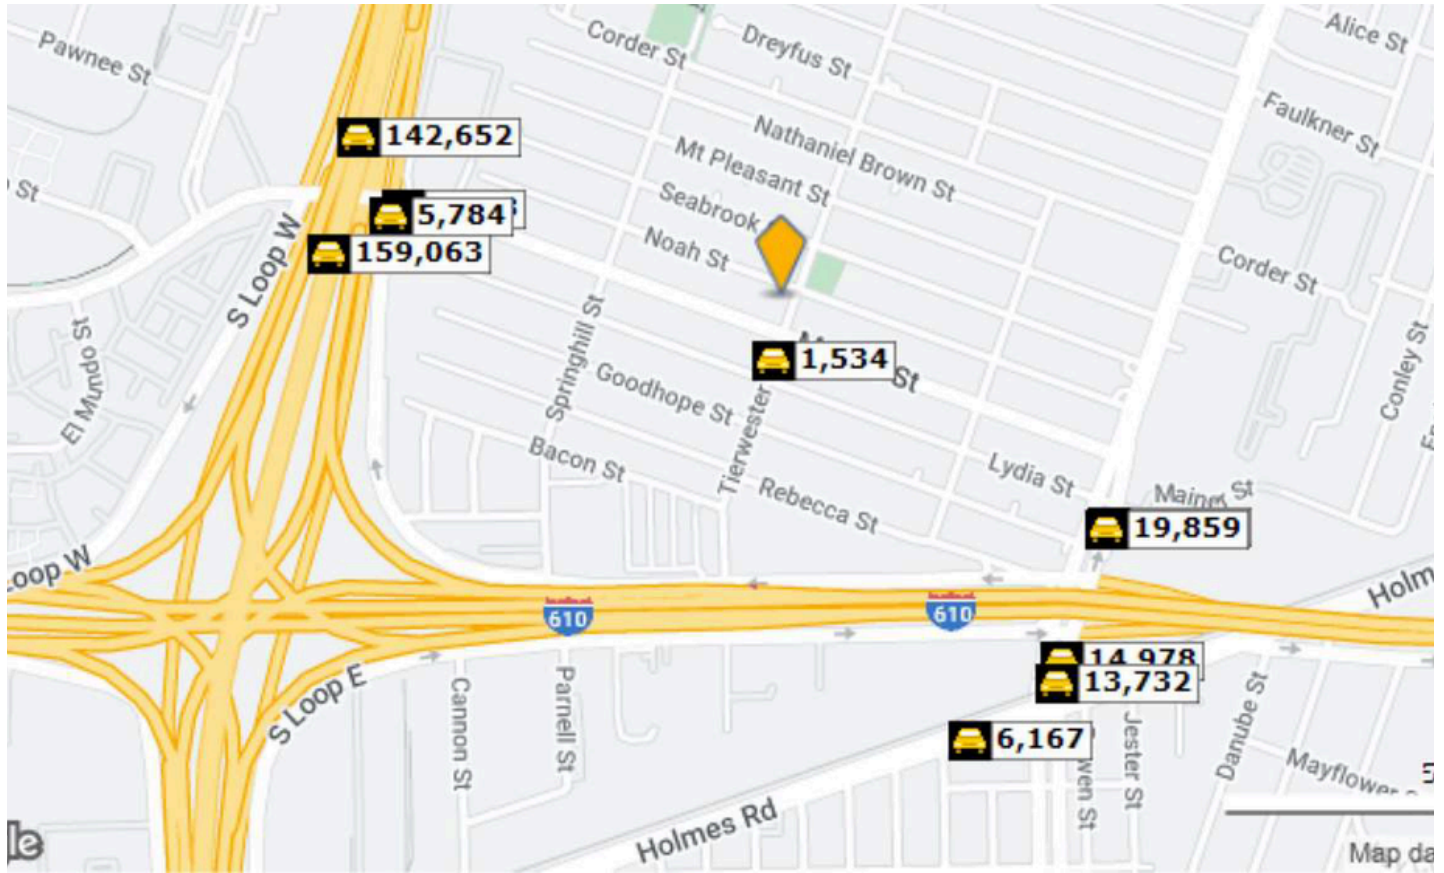 Pawnee St
Corder St
Dreyfus St
Alice St
Faulkner St
142,652
Nathaniel Brown St
Mt Pleasant St
St
Seabrook
5,784
Noah St
S Loop W
159,063
Corder St
El Mundo St
Springhill St
1,534
St
Conley St
Goodhope St
Tierwester
Bacon St
Lydia St
Rebecca St
Mainer St
19,859
Loop W
610
610
Holm
14,978
13,732
S Loop E
Cannon St
Parnell St
6,167
Jester St
Danube St
Mayflower
Holmes Rd
Map da